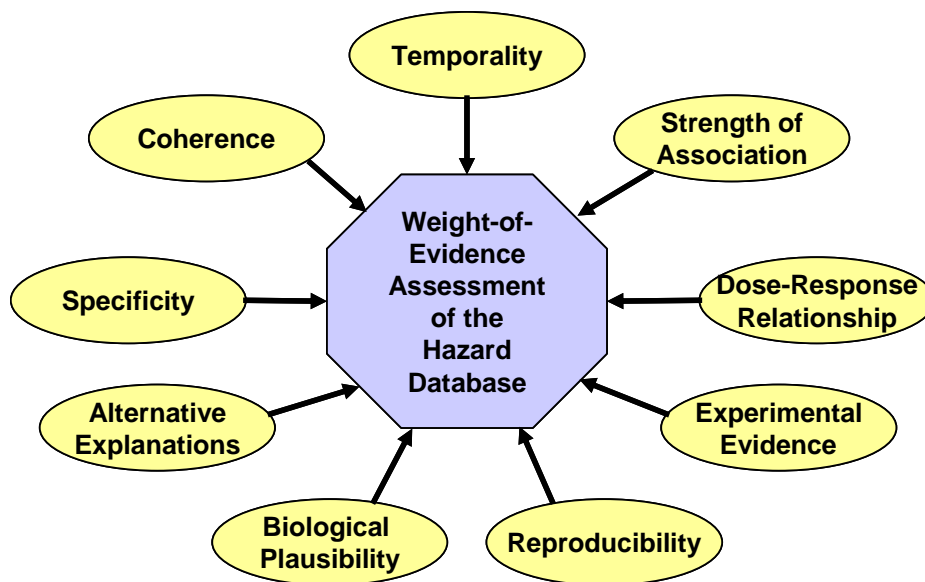 Temporality
Coherence
Strength of
Association
Weight-of-
Evidence
Assessment
of the
Hazard
Database
Specificity
Dose-Response
Relationship
Alternative
Explanations
Experimental
Evidence
Biological
Plausibility
Reproducibility